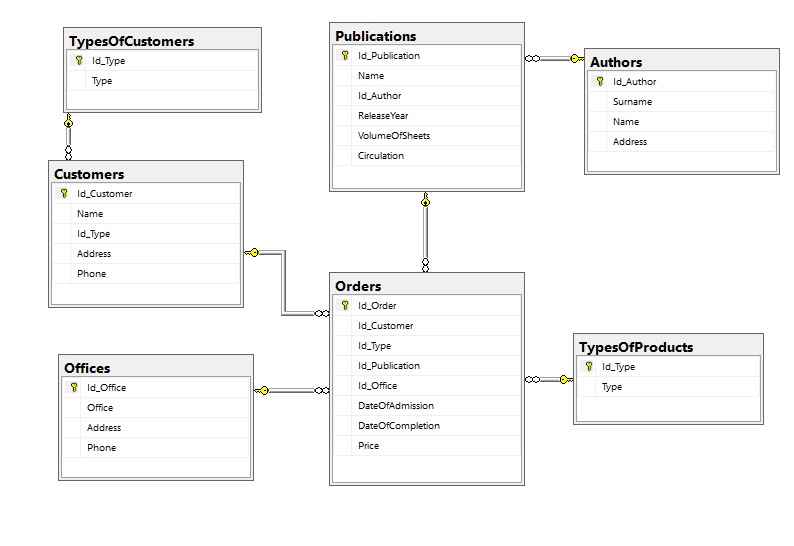 TypesOfCustomers
Id_Type
Type
Customers
Id_Customer
Name
Id_Type
Address
Phone
Offices
Id_Office
Office
Address
Phone
Publications
Id_Publication
Name
Id_Author
ReleaseYear
VolumeOfSheets
Circulation
Orders
Id_Order
Id_Customer
Id_Type
Id_Publication
Id_Office
DateOfAdmission
DateOfCompletion
Price
Authors
Id_Author
Surname
Name
Address
TypesOfProducts
Id_Type
Type